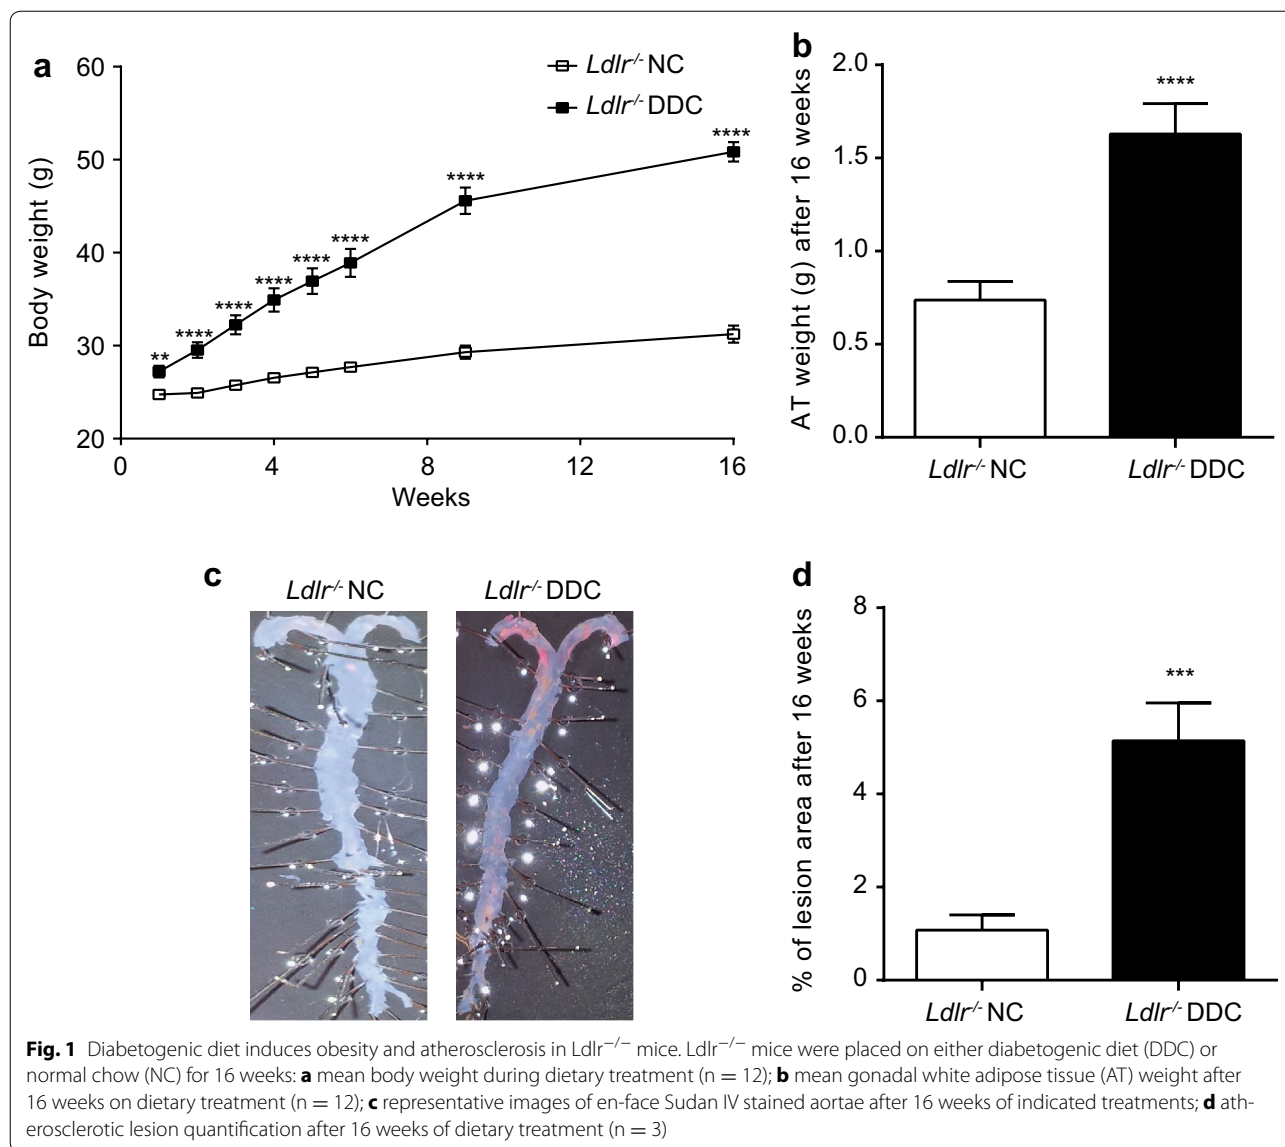 a
60
50
40
30
20
Body weight (g)
Ldlr-/- NC
Ldlr-/- DDC
**
****
****
****
****
****
****
****
0
4
8
12
16
Weeks
b
2.0
1.5
1.0
0.5
0.0
AT weight (g) after 16 weeks
****
Ldlr-/- NC
Ldlr-/- DDC
c
Ldlr-/- NC
Ldlr-/- DDC
d
8
6
4
2
0
% of lesion area after 16 weeks
***
Ldlr-/- NC
Ldlr-/- DDC
Fig. 1 Diabetogenic diet induces obesity and atherosclerosis in Ldlr−/− mice. Ldlr−/− mice were placed on either diabetogenic diet (DDC) or
normal chow (NC) for 16 weeks: a mean body weight during dietary treatment (n = 12); b mean gonadal white adipose tissue (AT) weight after
16 weeks on dietary treatment (n = 12); c representative images of en-face Sudan IV stained aortae after 16 weeks of indicated treatments; d ath-
erosclerotic lesion quantification after 16 weeks of dietary treatment (n = 3)